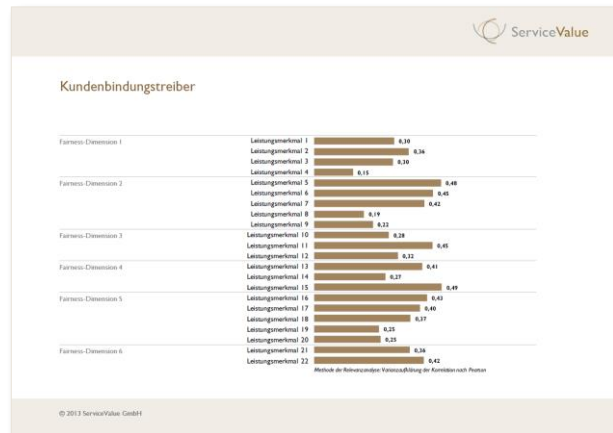 ServiceValue
Kundenbindungstreiber
Fairness-Dimension 1 Leistungsmerkmal 1 0,30
Leistungsmerkmal 2 0,36
Leistungsmerkmal 3 0,30
Leistungsmerkmal 4 0,15
Fairness-Dimension 2 Leistungsmerkmal 5 0,48
Leistungsmerkmal 6 0,45
Leistungsmerkmal 7 0,42
Leistungsmerkmal 8 0,19
Leistungsmerkmal 9 0,22
Fairness-Dimension 3 Leistungsmerkmal 10 0,28
Leistungsmerkmal 11 0,45
Leistungsmerkmal 12 0,32
Fairness-Dimension 4 Leistungsmerkmal 13 0,41
Leistungsmerkmal 14 0,27
Leistungsmerkmal 15 0,49
Fairness-Dimension 5 Leistungsmerkmal 16 0,43
Leistungsmerkmal 17 0,40
Leistungsmerkmal 18 0,37
Leistungsmerkmal 19 0,25
Leistungsmerkmal 20 0,25
Fairness-Dimension 6 Leistungsmerkmal 21 0,36
Leistungsmerkmal 22 0,42
Methode der Relevanzanalyse: Varianzaufklärung der Korrelation nach Pearson
© 2013 ServiceValue GmbH